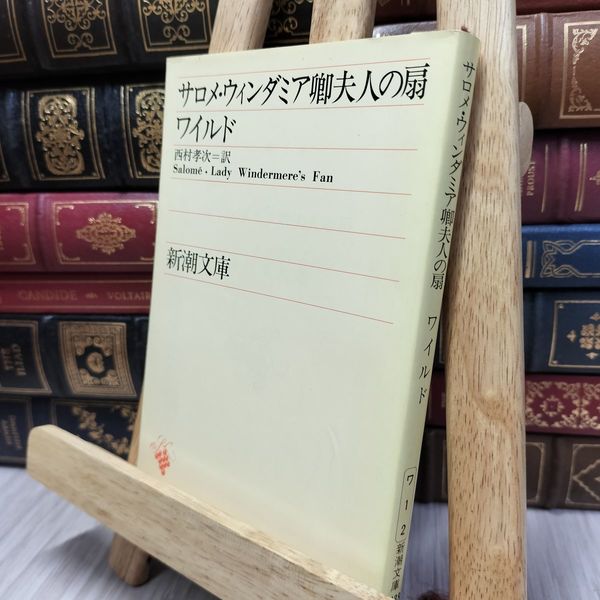 サロメ・ウィンダミア卿夫人の扇
ワイルド
西村孝次=訳
Salomé・Lady Windermere's Fan
新潮文庫
サロメ・ウィンダミア卿夫人の扇 ワイルド
ワ 1 2
新潮文庫
CANDIDE VOLTAIRE